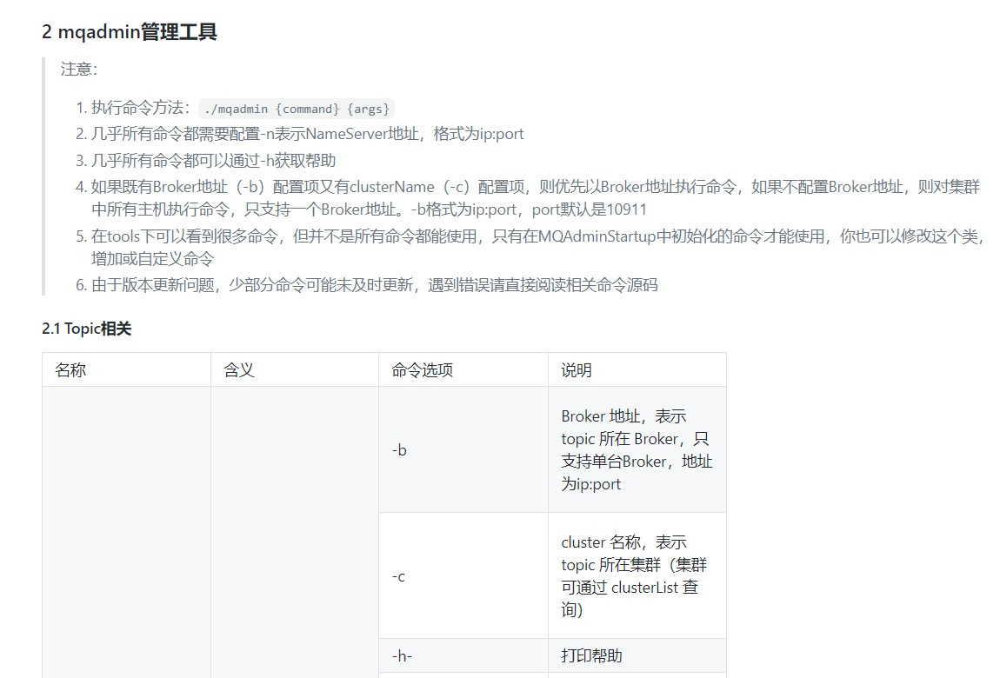 2 mqadmin管理工具
注意：
1. 执行命令方法：./mqadmin {command} {args}
2. 几乎所有命令都需要配置-n表示NameServer地址，格式为ip:port
3. 几乎所有命令都可以通过-h获取帮助
4. 如果既有Broker地址（-b）配置项又有clusterName（-c）配置项，则优先以Broker地址执行命令，如果不配置Broker地址，则对集群
中所有主机执行命令，只支持一个Broker地址。-b格式为ip:port，port默认是10911
5. 在tools下可以看到很多命令，但并不是所有命令都能使用，只有在MQAdminStartup中初始化的命令才能使用，你也可以修改这个类，
增加或自定义命令
6. 由于版本更新问题，少部分命令可能未及时更新，遇到错误请直接阅读相关命令源码
2.1 Topic相关
名称 含义 命令选项 说明
-b
Broker 地址，表示
topic 所在 Broker，只
支持单台Broker，地址
为ip:port
-c
cluster 名称，表示
topic 所在集群（集群
可通过 clusterList 查
询）
-h- 打印帮助